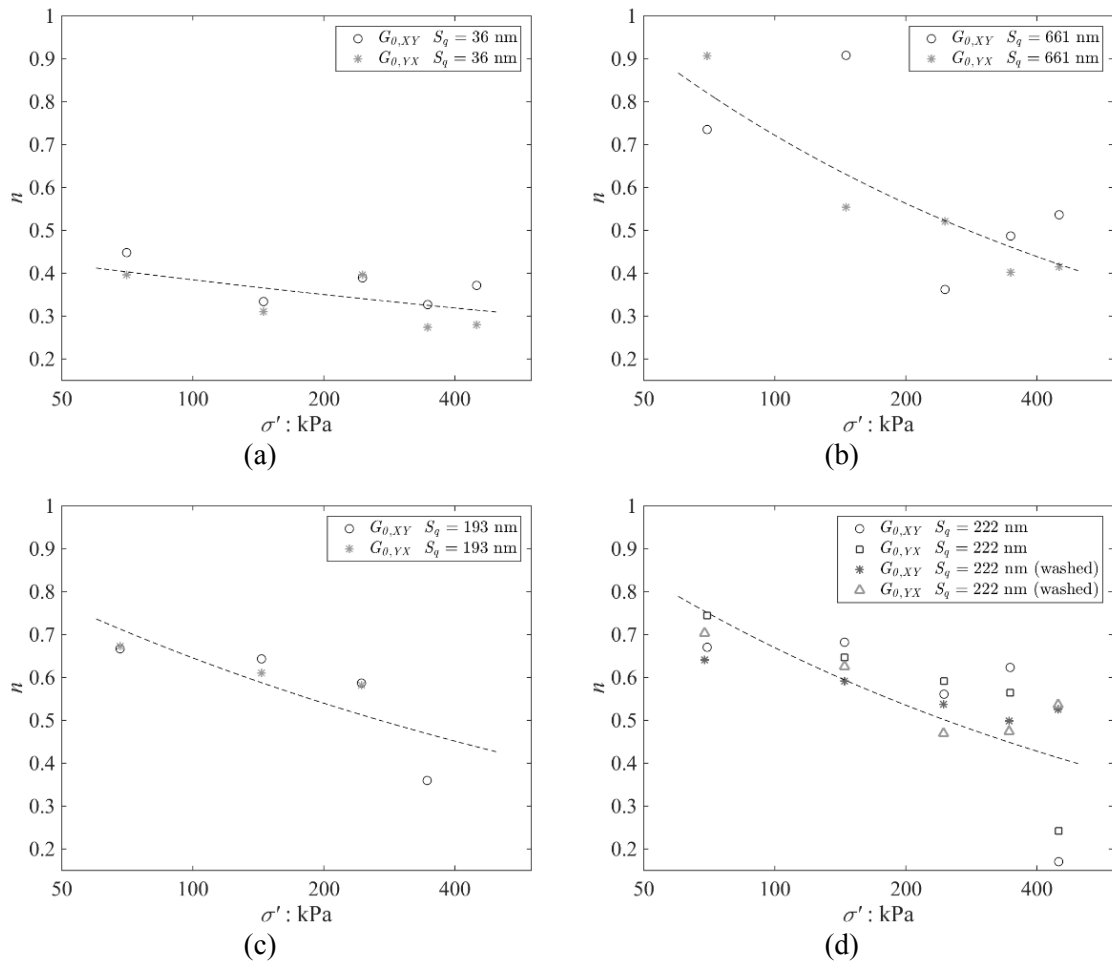 1
0.9
0.8
0.7
0.6
0.5
0.4
0.3
0.2
n
50 100 200 400
σ′ : kPa
G0,XY Sq = 36 nm
G0,YX Sq = 36 nm
(a)
1
0.9
0.8
0.7
0.6
0.5
0.4
0.3
0.2
n
50 100 200 400
σ′ : kPa
G0,XY Sq = 661 nm
G0,YX Sq = 661 nm
(b)
1
0.9
0.8
0.7
0.6
0.5
0.4
0.3
0.2
n
50 100 200 400
σ′ : kPa
G0,XY Sq = 193 nm
G0,YX Sq = 193 nm
(c)
1
0.9
0.8
0.7
0.6
0.5
0.4
0.3
0.2
n
50 100 200 400
σ′ : kPa
G0,XY Sq = 222 nm
G0,YX Sq = 222 nm
G0,XY Sq = 222 nm (washed)
G0,YX Sq = 222 nm (washed)
(d)